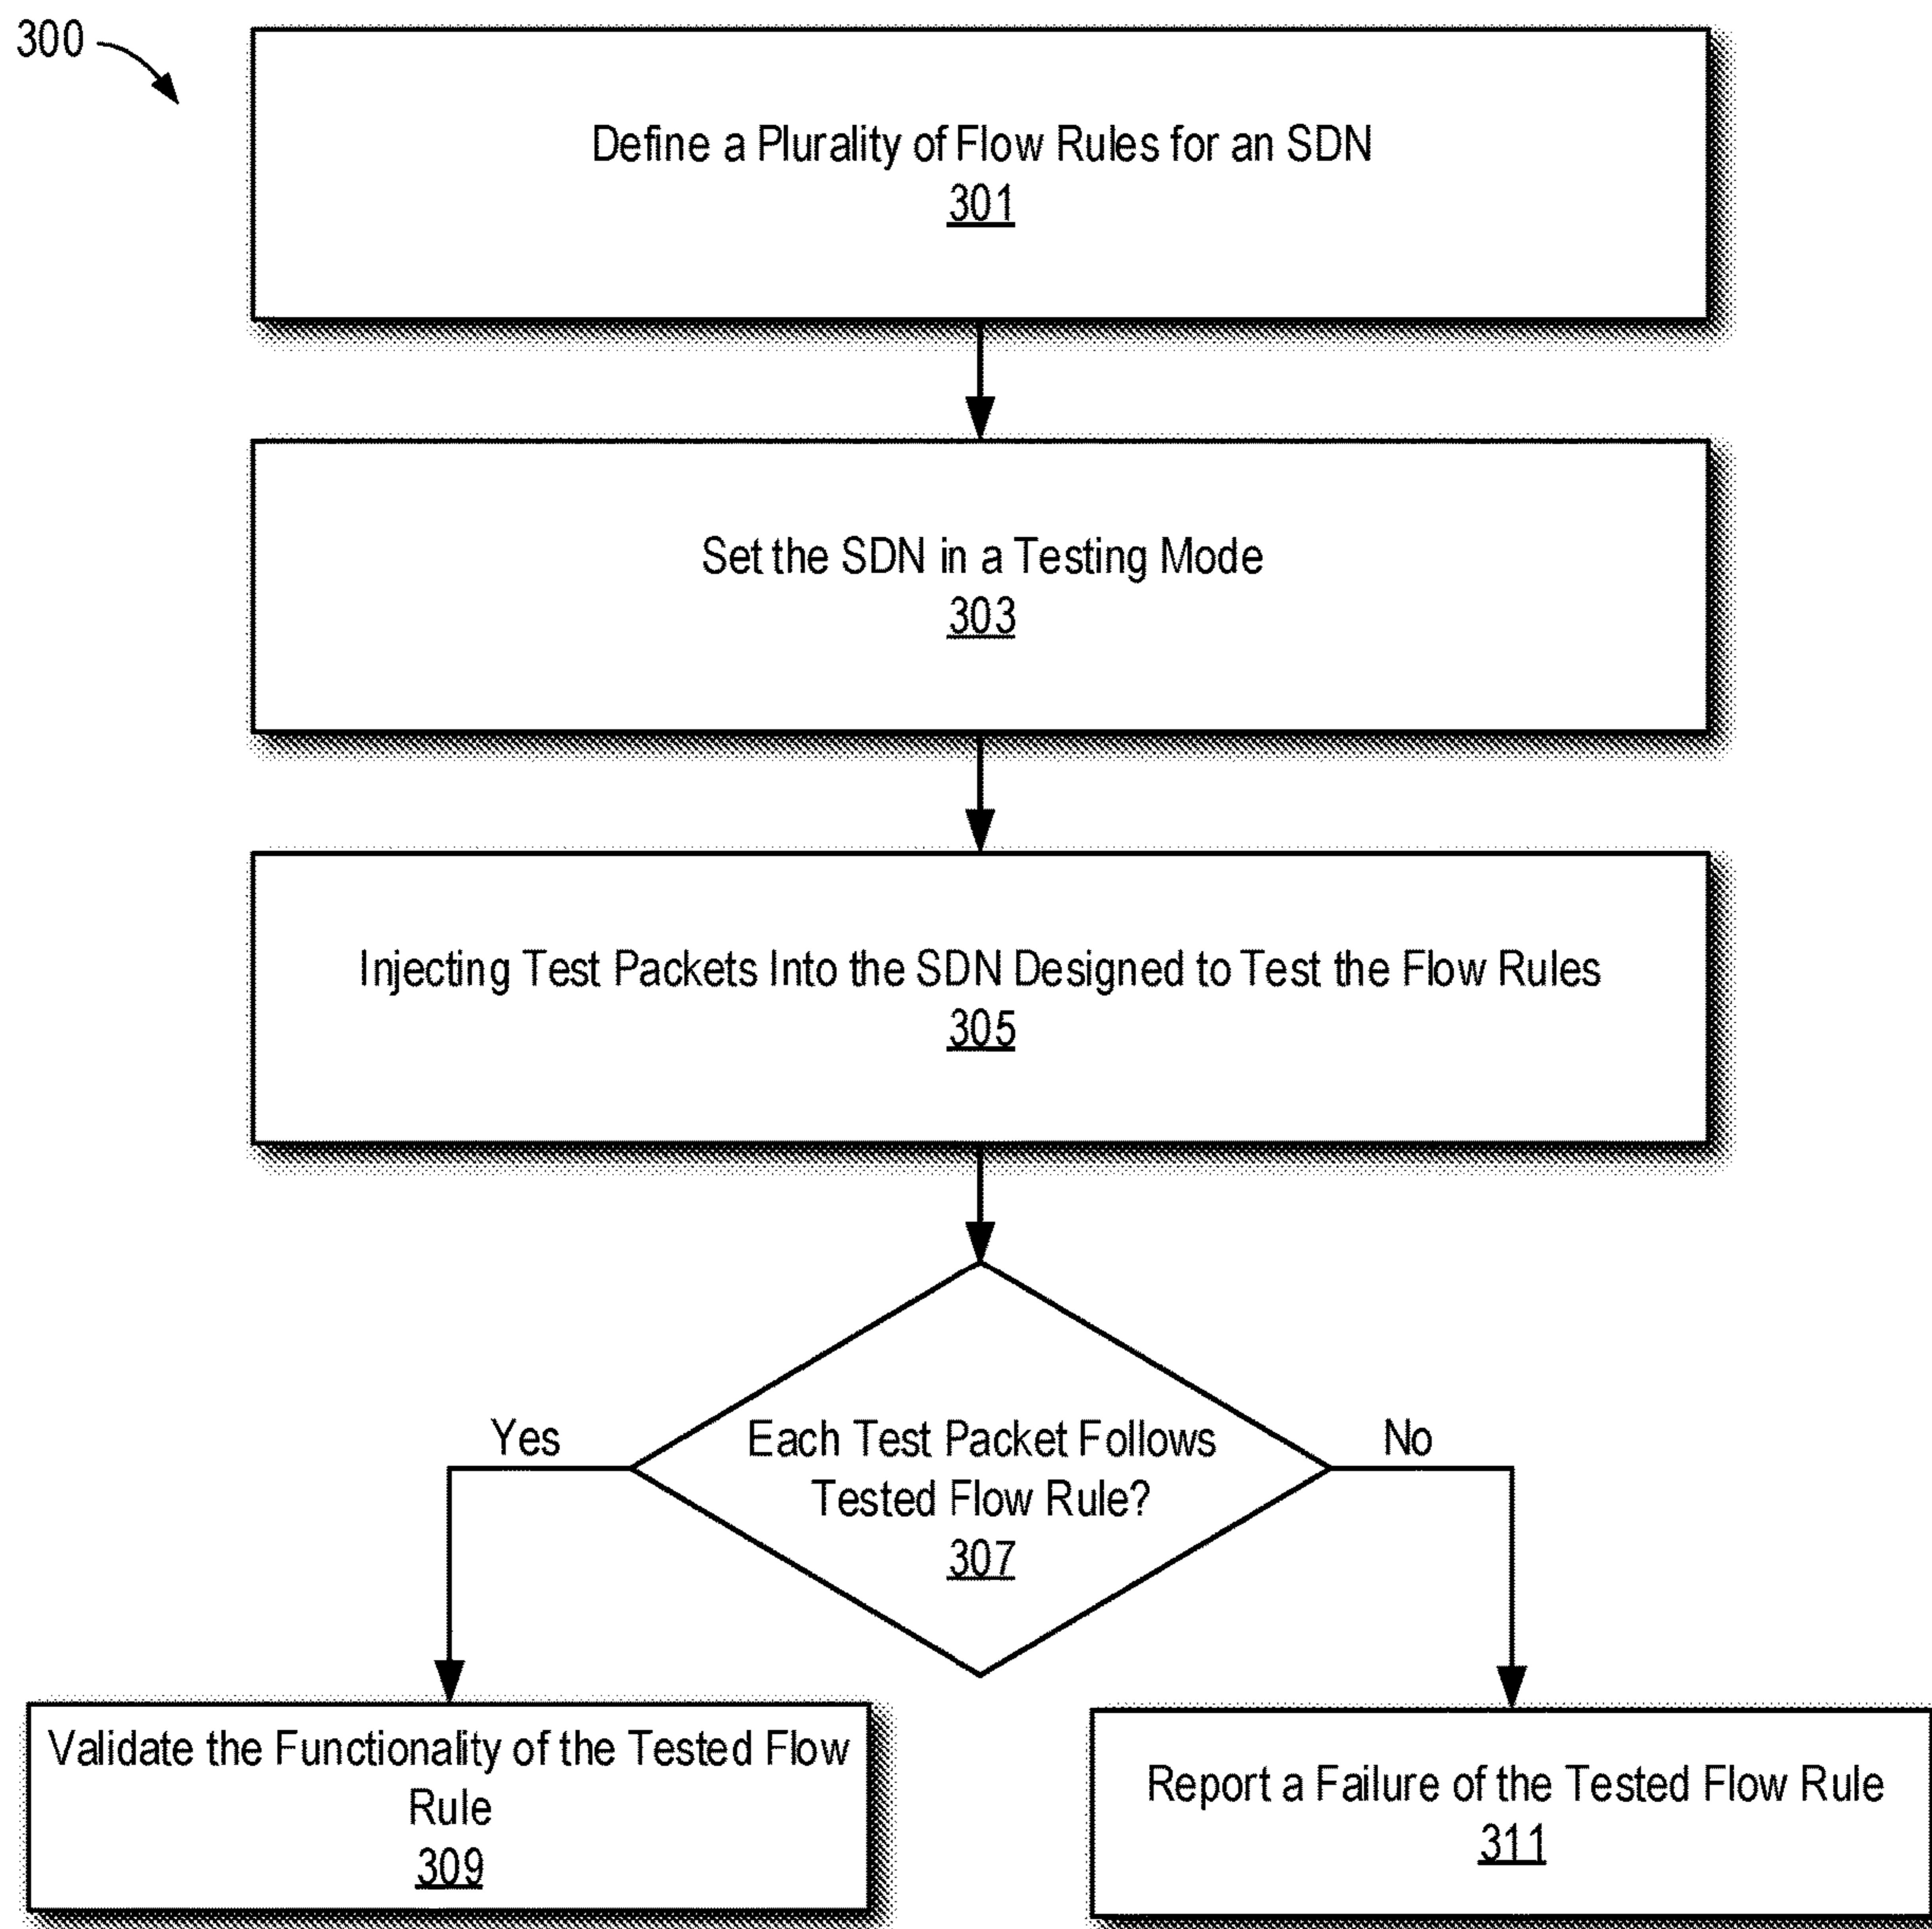 300
Define a Plurality of Flow Rules for an SDN
301
Set the SDN in a Testing Mode
303
Injecting Test Packets Into the SDN Designed to Test the Flow Rules
305
Each Test Packet Follows
Tested Flow Rule?
307
Yes
No
Validate the Functionality of the Tested Flow
Rule
309
Report a Failure of the Tested Flow Rule
311